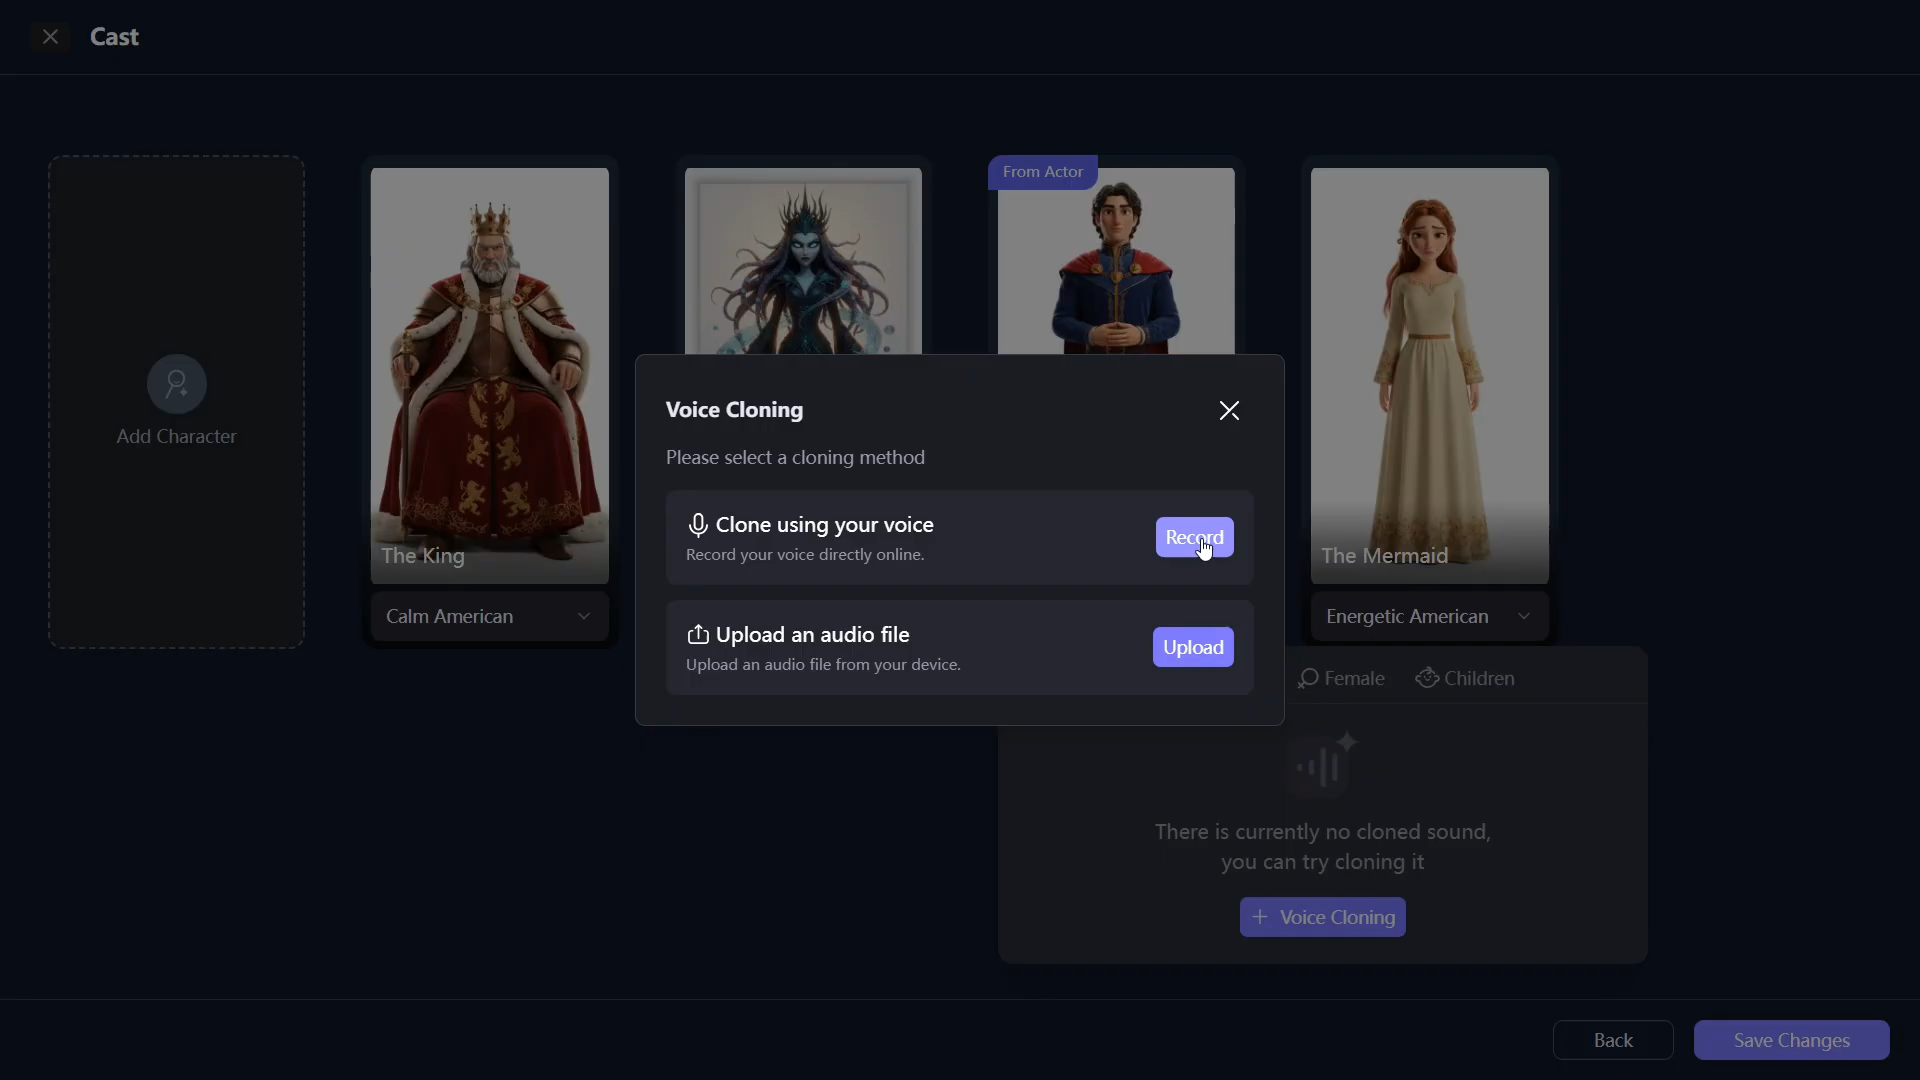 Cast
From Actor
Add Character
The King
Calm American
The Mermaid
Energetic American
Voice Cloning
Please select a cloning method
Clone using your voice
Record your voice directly online.
Record
Upload an audio file
Upload an audio file from your device.
Upload
Female
Children
There is currently no cloned sound,
you can try cloning it
+ Voice Cloning
Back
Save Changes